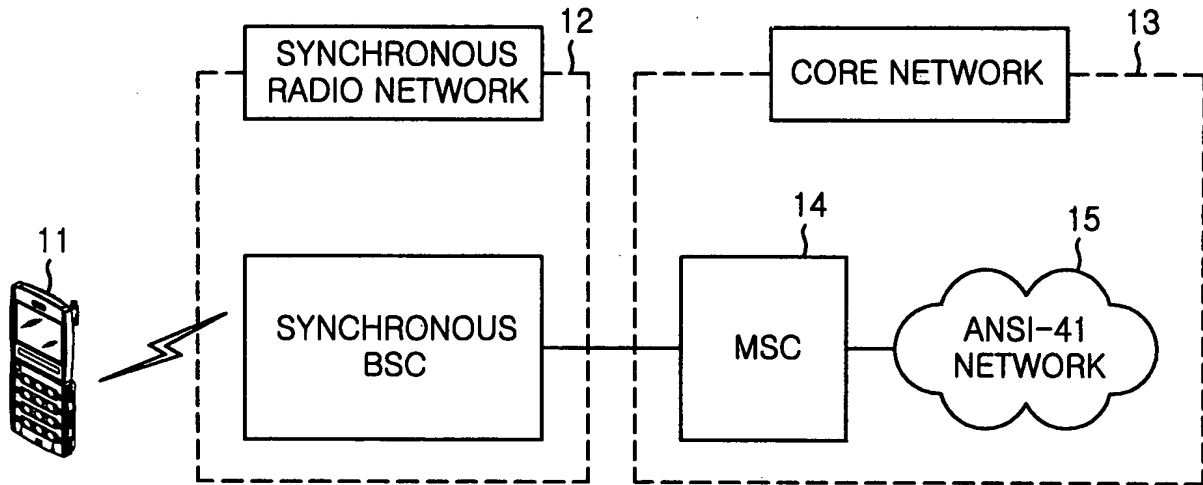 12
SYNCHRONOUS
RADIO NETWORK
13
CORE NETWORK
11
SYNCHRONOUS
BSC
14
MSC
15
ANSI-41
NETWORK